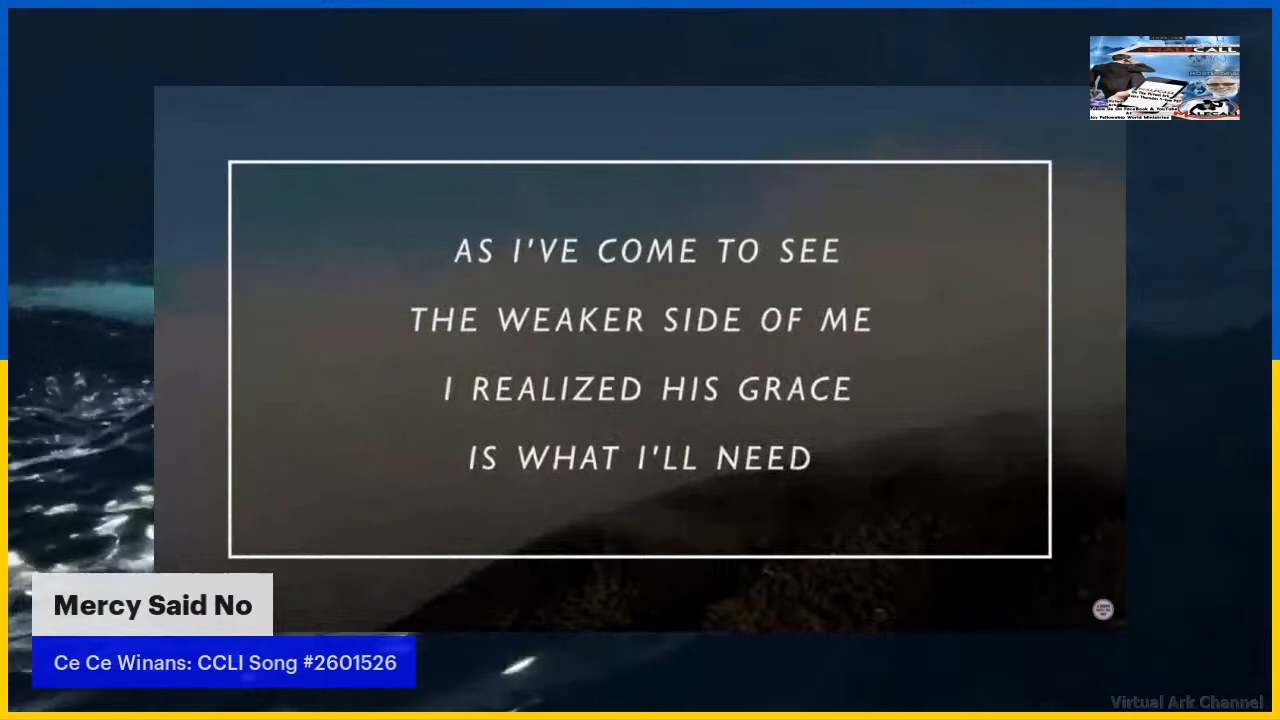 MALECALL
AS I'VE COME TO SEE
THE WEAKER SIDE OF ME
I REALIZED HIS GRACE
IS WHAT I'LL NEED
Mercy Said No
Ce Ce Winans: CCLI Song #2601526
Virtual Ark Channel